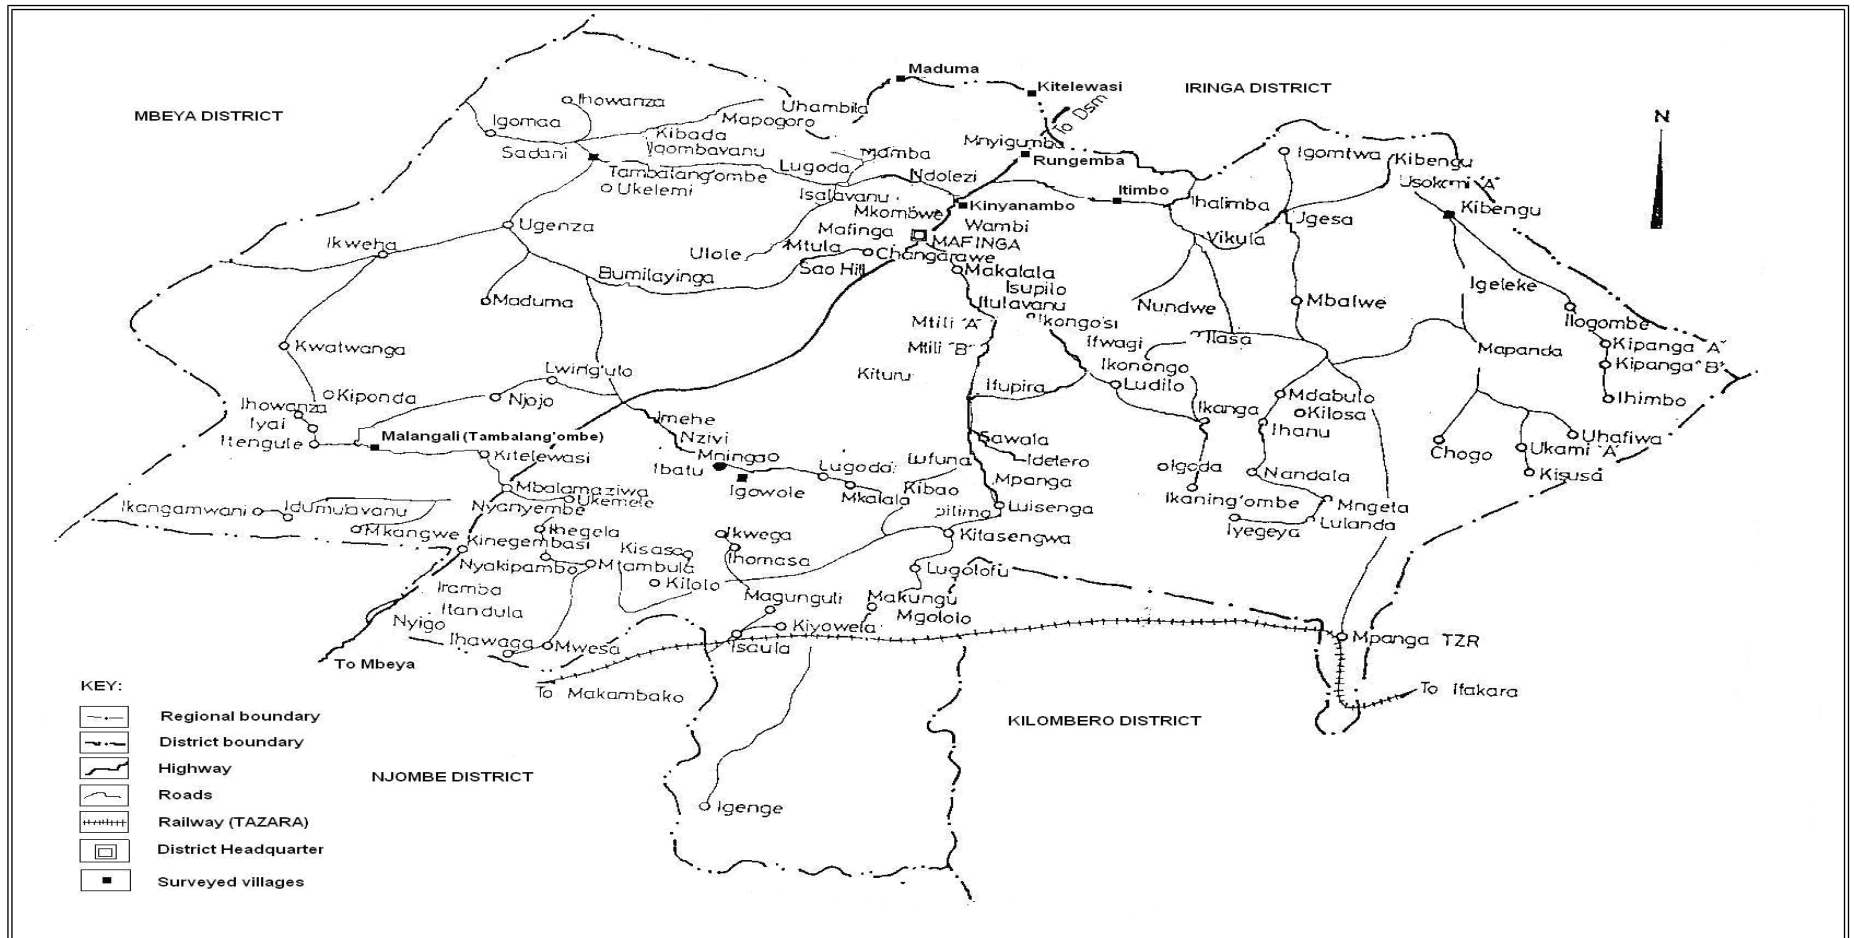 Maduma
Kitelewasi
IRINGA DISTRICT
MBEYA DISTRICT
Ihowanza
Uhambila
To Dsm
N
Igomaa
Mapogoro
Kibada
Igombavanu
Mnyigumbu
Sadani
Mamba
Rungemba
Igomtwa
Kibengu
Lugoda
Tambalang'ombe
Ndolezi
Usokami "A"
Ukelemi
Isalavanu
Itimbo
Ihalimba
Kibengu
Mkombwe
Kinyanambo
Igesa
Ugenza
Mafinga
Wambi
Vikula
Ikweha
MAFINGA
Mtula
Ulole
Changarawe
Sao Hill
Makalala
Bumilayinga
Isupilo
Igeleke
Maduma
Itulavanu
Nundwe
Mbalwe
Mtili "A"
Ikongo'si
Ilogombe
Ifwagi
Ilasa
Kwatwanga
Mtili "B"
Mapanda
Kipanga "A"
Kipanga "B"
Ikonongo
Lwing'ulo
Kituru
Ifupira
Ludilo
Kiponda
Njojo
Mdabulo
Ihimbo
Ihowanza
Ikanga
Kilosa
Iyai
Imehe
Ihanu
Itengule
Malangali (Tambalang'ombe)
Nzivi
Sawala
Uhafiwa
Ukami "A"
Kitelewasi
Mningao
Idetero
Chogo
Ibatu
Lugoda
Lufuna
Igoda
Nandala
Kisusa
Igowole
Mpanga
Mbalamaziwa
Mkalala
Kibao
Ikaning'ombe
Ukemele
Mngeta
Ikangamwani
Idumulavanu
Nyanyembe
Luisenga
Lulanda
Mkangwe
Ihegela
Ikwega
Kitasengwa
Iyegeya
Kinegembasi
Kisasa
Ihomasa
Nyakipambo
Mtambula
Lugolofu
Kilolo
Iramba
Magunguli
Makungu
Itandula
Mgololo
Nyigo
Kiyowela
Ihawaga
Mwesa
Isaula
Mpanga TZR
To Mbeya
To Makambako
To Ifakara
KILOMBERO DISTRICT
NJOMBE DISTRICT
Igenge
KEY:
Regional boundary
District boundary
Highway
Roads
Railway (TAZARA)
District Headquarter
Surveyed villages